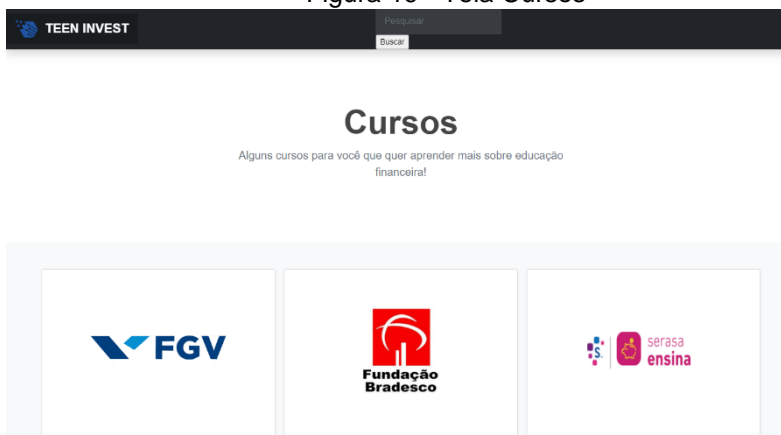 TEEN INVEST
Pesquisar
Buscar
Cursos
Alguns cursos para você que quer aprender mais sobre educação
financeira!
FGV
Fundação
Bradesco
S.
serasa
ensina